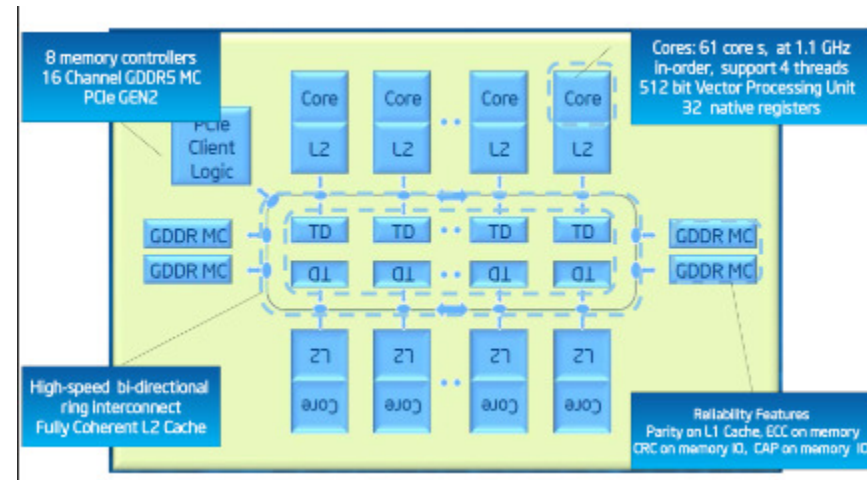 8 memory controllers
16 Channel GDDR5 MC
PCIe GEN2
Cores: 61 core s, at 1.1 GHz
in-order, support 4 threads
512 bit Vector Processing Unit
32 native registers
PCIe
Client
Logic
Core Core Core Core
L2 L2 L2 L2
GDDR MC
GDDR MC
TD TD TD TD
TD TD TD TD
GDDR MC
GDDR MC
L2 L2 L2 L2
Core Core Core Core
High-speed bi-directional
ring interconnect
Fully Coherent L2 Cache
Reliability Features
Parity on L1 Cache, ECC on memory
CRC on memory IO, CAP on memory IO